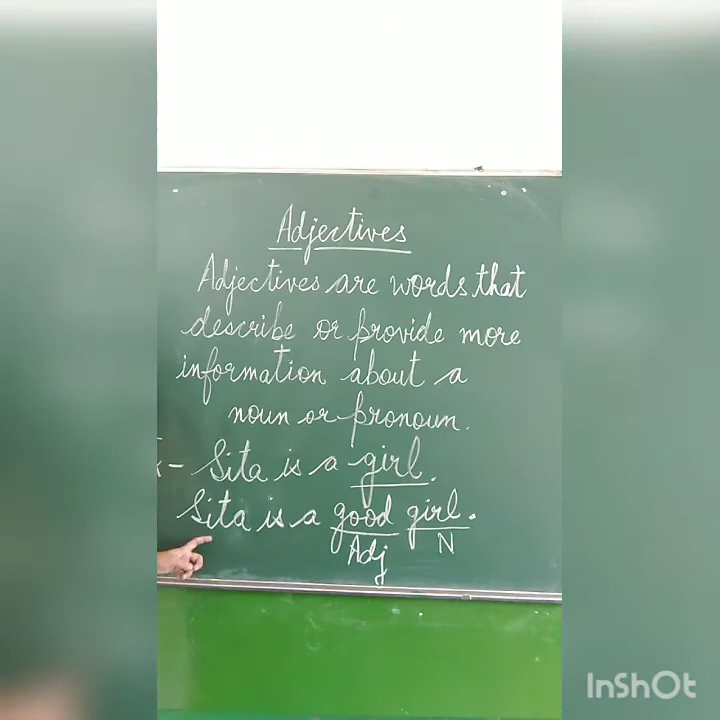 Adjectives
Adjectives are words that
describe or provide more
information about a
noun or pronoun.
- Sita is a girl.
Sita is a good girl.
Adj N
InShOt